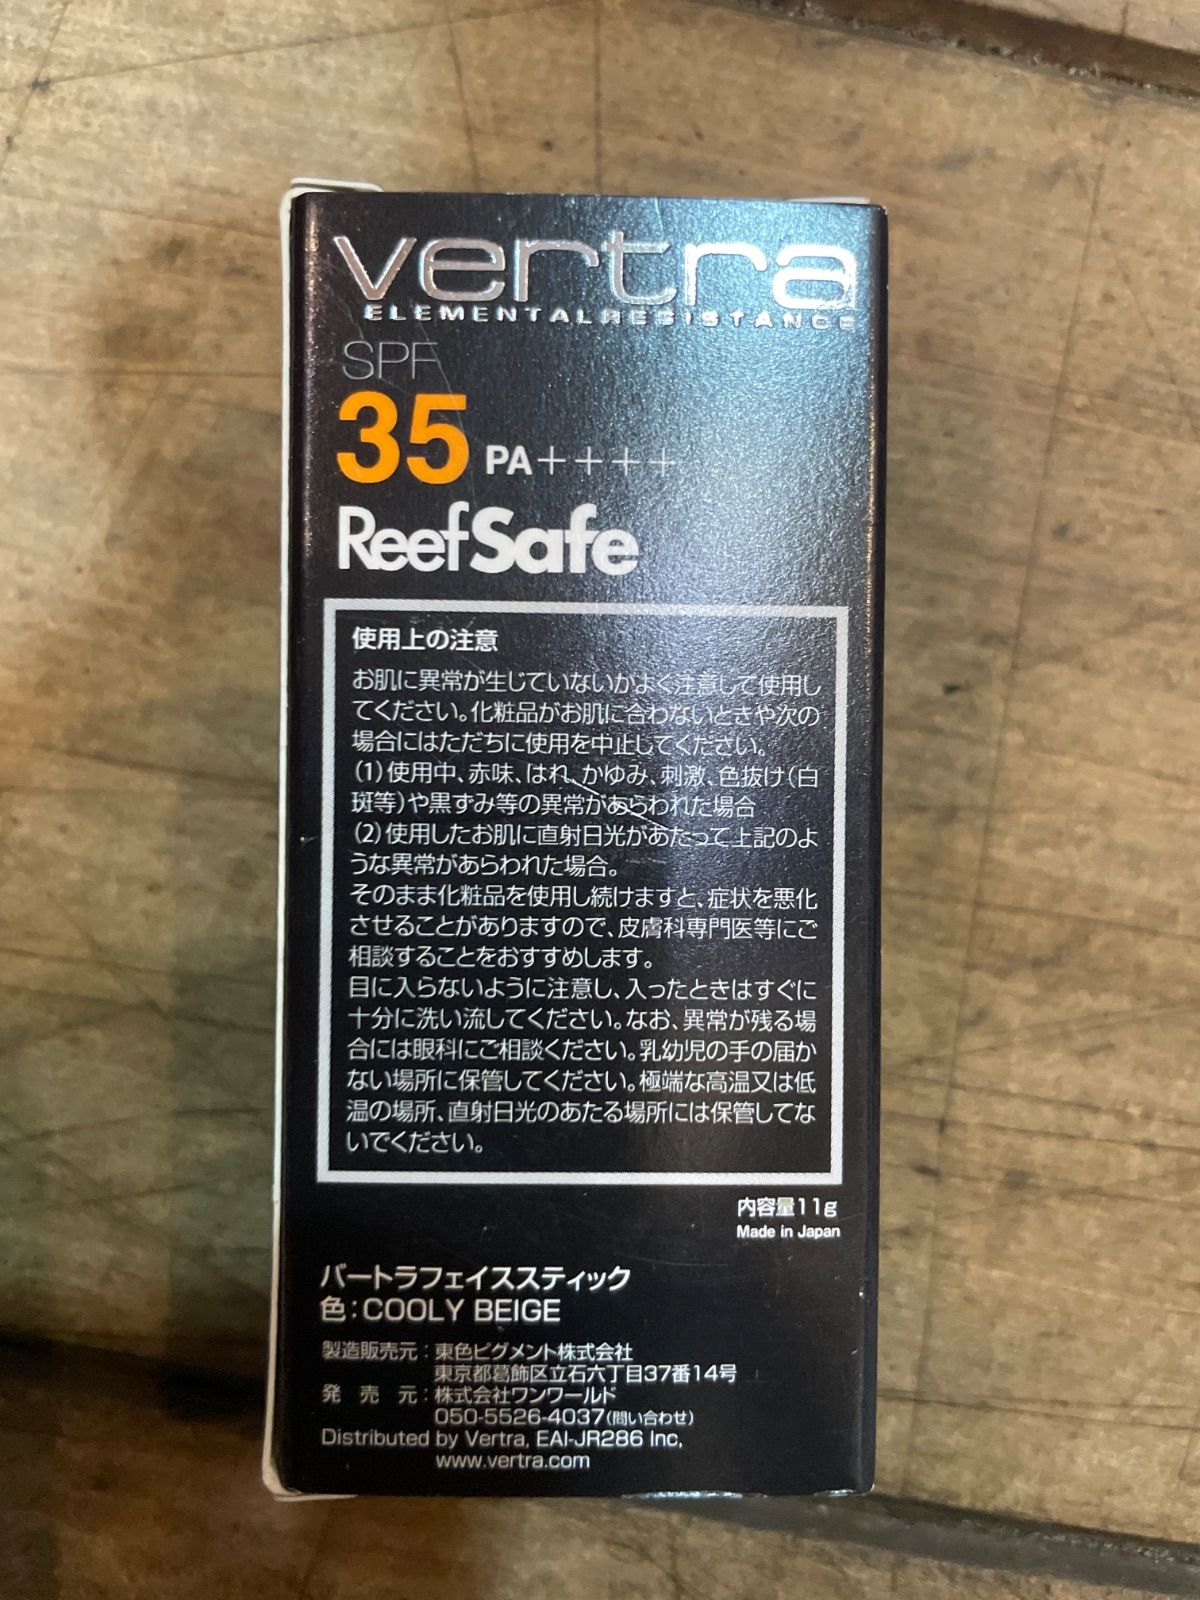 vertra
ELEMENTALRESISTANCE
SPF
35 PA++++
ReefSafe
使用上の注意
お肌に異常が生じていないかよく注意して使用し
てください。化粧品がお肌に合わないときや次の
場合にはただちに使用を中止してください。
(1)使用中、赤味、はれ、かゆみ、刺激、色抜け(白
斑等)や黒ずみ等の異常があらわれた場合
(2)使用したお肌に直射日光があたって上記のよ
うな異常があらわれた場合。
そのまま化粧品を使用し続けますと、症状を悪化
させることがありますので、皮膚科専門医等にご
相談することをおすすめします。
目に入らないように注意し、入ったときはすぐに
十分に洗い流してください。なお、異常が残る場
合には眼科にご相談ください。乳幼児の手の届か
ない場所に保管してください。極端な高温又は低
温の場所、直射日光のあたる場所には保管してな
いでください。
内容量11g
Made in Japan
バートラフェイススティック
色:COOLY BEIGE
製造販売元:東色ピグメント株式会社
東京都葛飾区立石六丁目37番14号
発 売 元:株式会社ワンワールド
050-5526-4037(問い合わせ)
Distributed by Vertra, EAI-JR286 Inc,
www.vertra.com